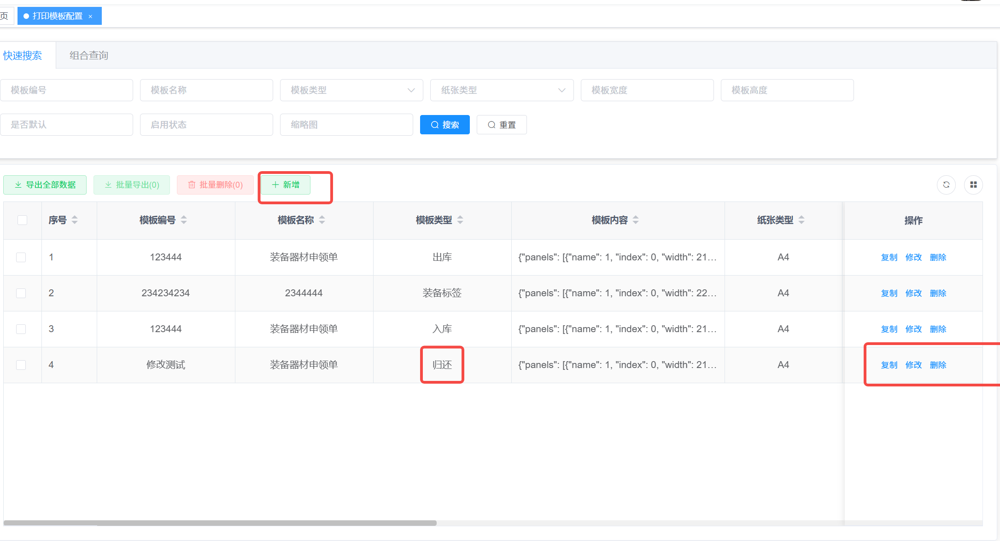 页 打印模板配置 ×
快速搜索 组合查询
模板编号 模板名称 模板类型 纸张类型 模板宽度 模板高度
是否默认 启用状态 缩略图 搜索 重置
导出全部数据 批量导出(0) 批量删除(0) 新增
序号 模板编号 模板名称 模板类型 模板内容 纸张类型 操作
1 123444 装备器材申领单 出库 {"panels": [{"name": 1, "index": 0, "width": 21... A4 复制 修改 删除
2 234234234 2344444 装备标签 {"panels": [{"name": 1, "index": 0, "width": 22... A4 复制 修改 删除
3 123444 装备器材申领单 入库 {"panels": [{"name": 1, "index": 0, "width": 21... A4 复制 修改 删除
4 修改测试 装备器材申领单 归还 {"panels": [{"name": 1, "index": 0, "width": 21... A4 复制 修改 删除